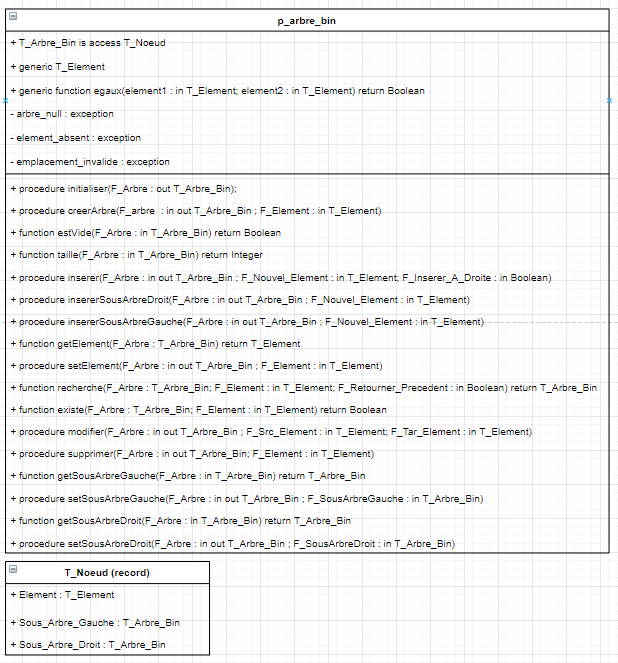 p_arbre_bin
+ T_Arbre_Bin is access T_Noeud
+ generic T_Element
+ generic function egaux(element1 : in T_Element; element2 : in T_Element) return Boolean
- arbre_null : exception
- element_absent : exception
- emplacement_invalide : exception
+ procedure initialiser(F_Arbre : out T_Arbre_Bin);
+ procedure creerArbre(F_arbre : in out T_Arbre_Bin ; F_Element : in T_Element)
+ function estVide(F_Arbre : in T_Arbre_Bin) return Boolean
+ function taille(F_Arbre : in T_Arbre_Bin) return Integer
+ procedure inserer(F_Arbre : in out T_Arbre_Bin ; F_Nouvel_Element : in T_Element; F_Inserer_A_Droite : in Boolean)
+ procedure insererSousArbreDroit(F_Arbre : in out T_Arbre_Bin ; F_Nouvel_Element : in T_Element)
+ procedure insererSousArbreGauche(F_Arbre : in out T_Arbre_Bin ; F_Nouvel_Element : in T_Element)
+ function getElement(F_Arbre : T_Arbre_Bin) return T_Element
+ procedure setElement(F_Arbre : in out T_Arbre_Bin ; F_Element : in T_Element)
+ function recherche(F_Arbre : T_Arbre_Bin; F_Element : in T_Element; F_Retourner_Precedent : in Boolean) return T_Arbre_Bin
+ function existe(F_Arbre : T_Arbre_Bin; F_Element : in T_Element) return Boolean
+ procedure modifier(F_Arbre : in out T_Arbre_Bin ; F_Src_Element : in T_Element; F_Tar_Element : in T_Element)
+ procedure supprimer(F_Arbre : in out T_Arbre_Bin; F_Element : in T_Element)
+ function getSousArbreGauche(F_Arbre : in T_Arbre_Bin) return T_Arbre_Bin
+ procedure setSousArbreGauche(F_Arbre : in out T_Arbre_Bin ; F_SousArbreGauche : in T_Arbre_Bin)
+ function getSousArbreDroit(F_Arbre : in T_Arbre_Bin) return T_Arbre_Bin
+ procedure setSousArbreDroit(F_Arbre : in out T_Arbre_Bin ; F_SousArbreDroit : in T_Arbre_Bin)
T_Noeud (record)
+ Element : T_Element
+ Sous_Arbre_Gauche : T_Arbre_Bin
+ Sous_Arbre_Droit : T_Arbre_Bin